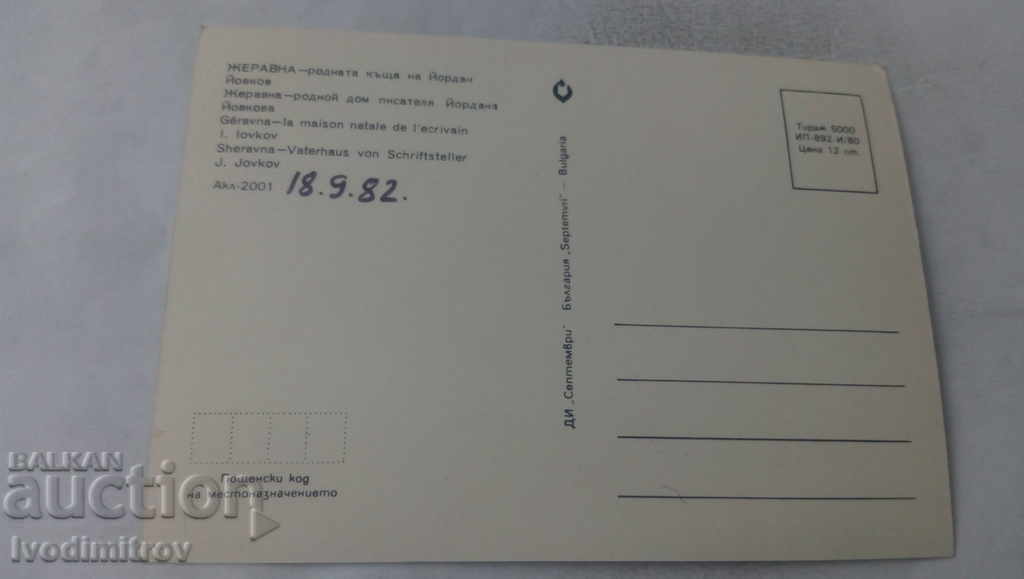 ЖЕРАВНА—родната къща на Йордан
Йовков
Жеравна—родной дом писателя Йордана
Йовкова
Géravna—la maison natale de l'ecrivain
I. Iovkov
Sheravna—Vaterhaus von Schriftsteller
J. Jovkov
Акл-2001 18.9.82.
ДИ „Септември" България „Septemvri" — Bulgaria
Тираж 5000
ИП-892 И/80
Цена 12 ст.
Пощенски код
на местоназначението
BALKAN
auction
Ivodimitrov